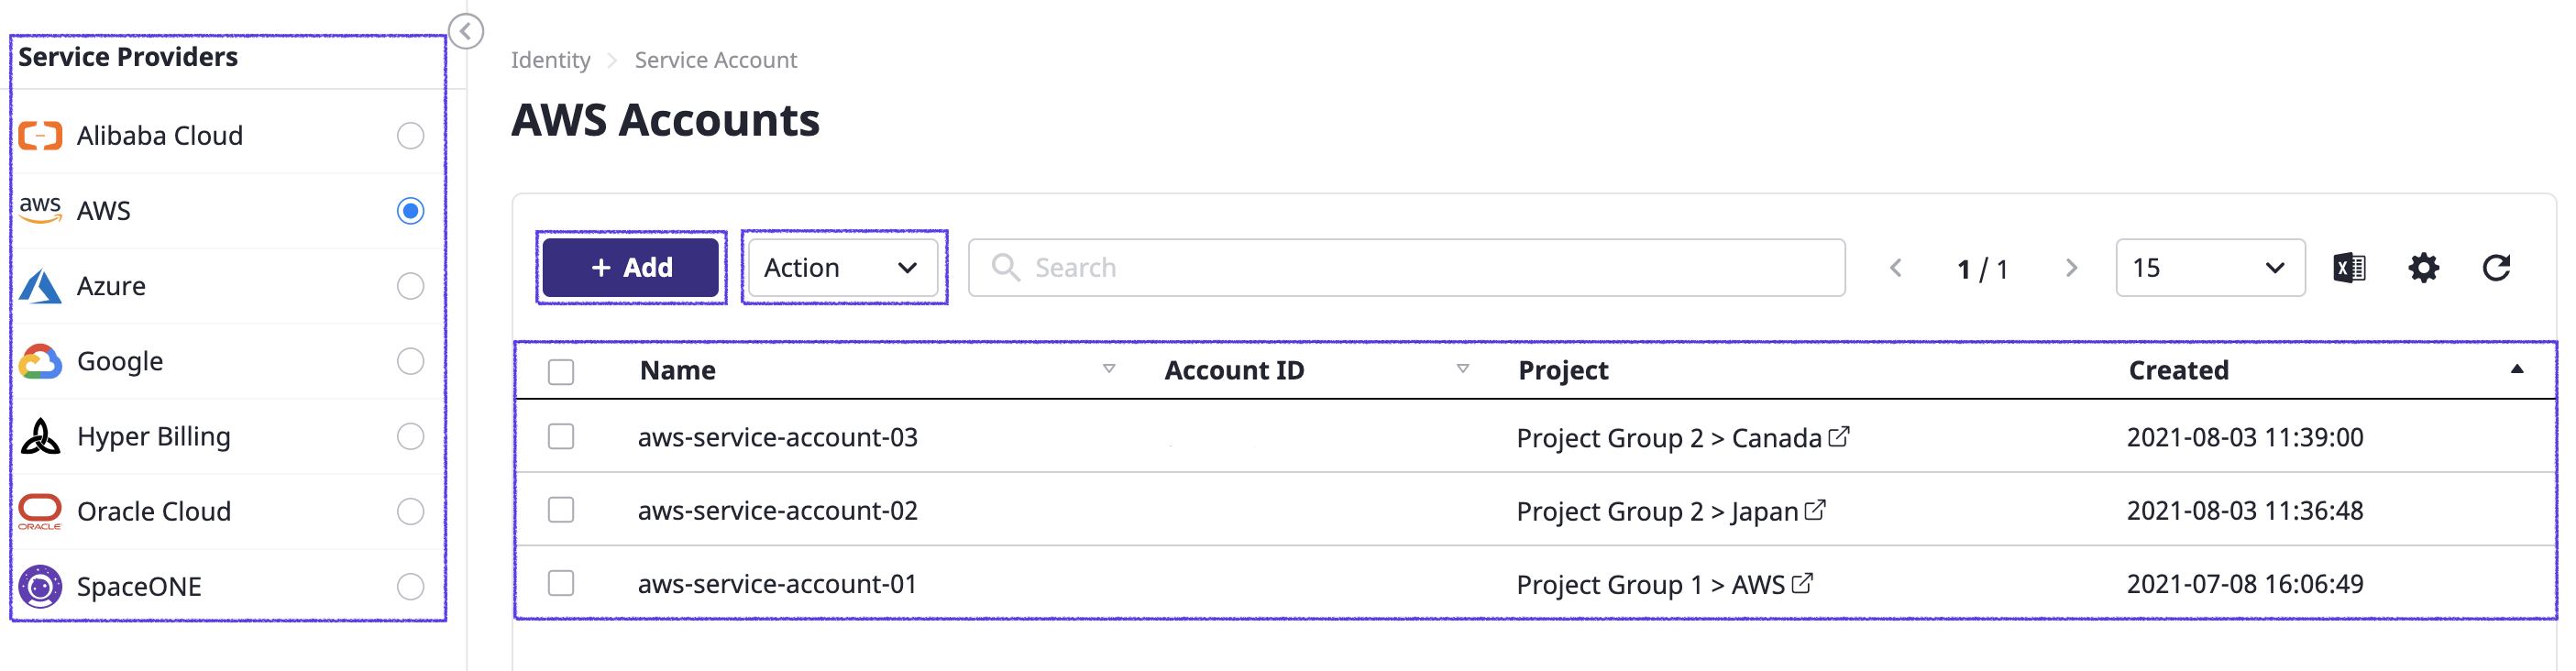 Service Providers
Alibaba Cloud
aws AWS
Azure
Google
Hyper Billing
ORACLE Oracle Cloud
SpaceONE
Identity > Service Account
AWS Accounts
+ Add Action Search 1 / 1 15
Name Account ID Project Created
aws-service-account-03 Project Group 2 > Canada 2021-08-03 11:39:00
aws-service-account-02 Project Group 2 > Japan 2021-08-03 11:36:48
aws-service-account-01 Project Group 1 > AWS 2021-07-08 16:06:49